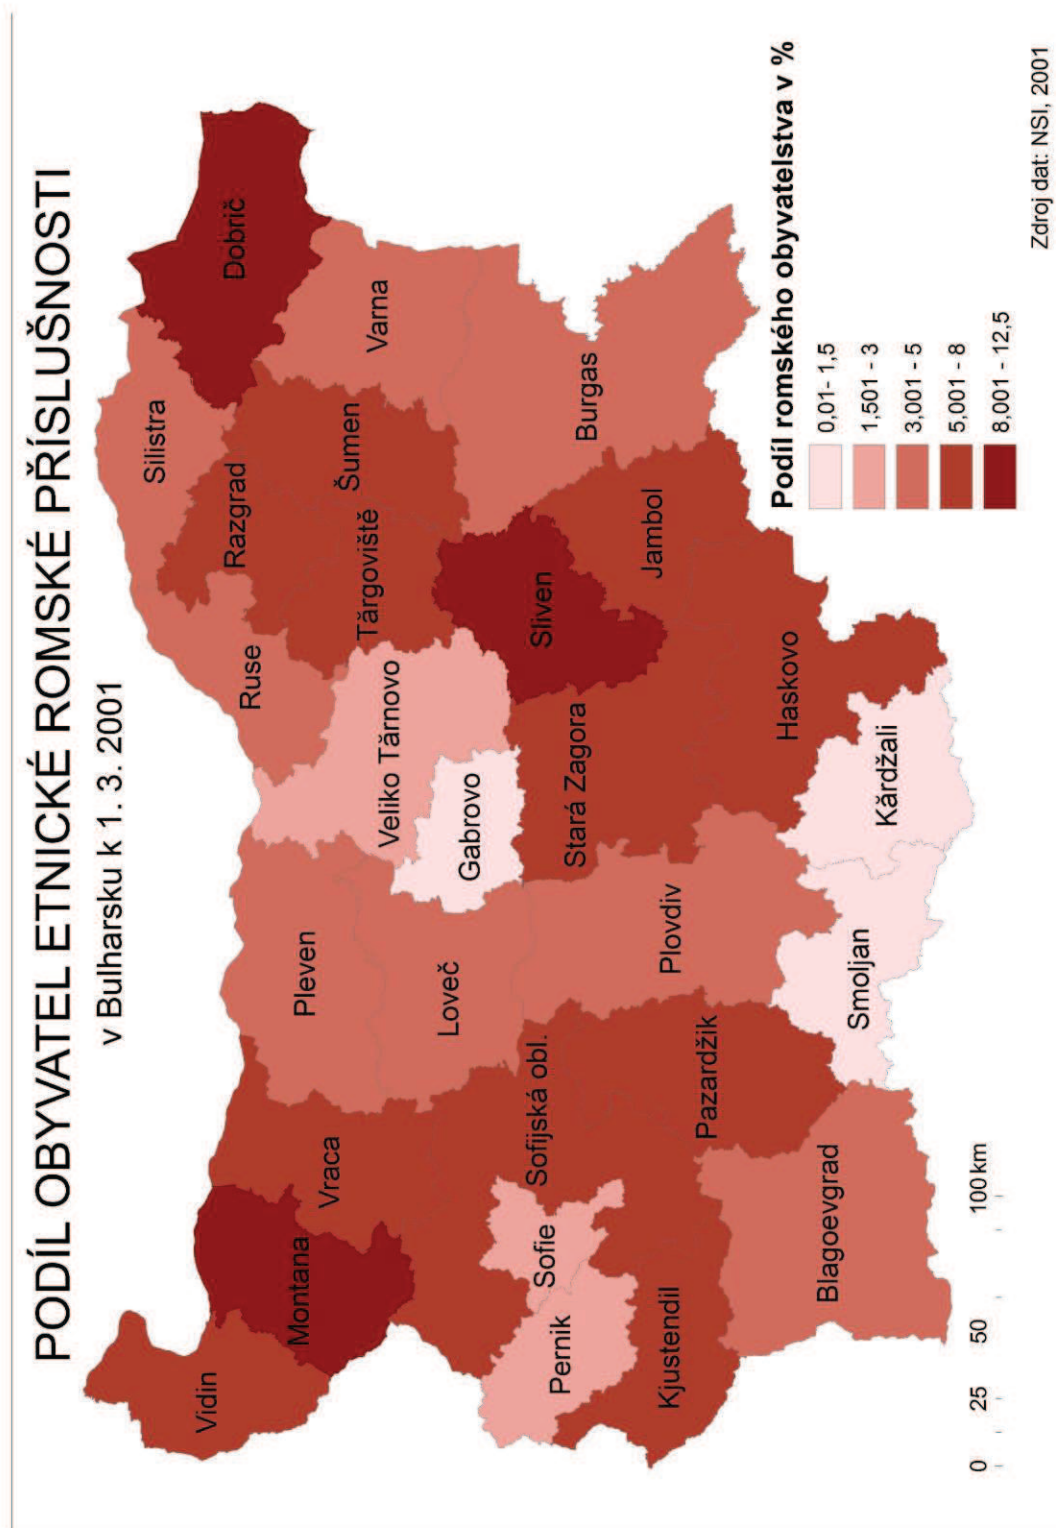 PODÍL OBYVATEL ETNICKÉ ROMSKÉ PŘÍSLUŠNOSTI
v Bulharsku k 1. 3. 2001
Vidin
Montana
Vraca
Pleven
Loveč
Veliko Tărnovo
Gabrovo
Ruse
Razgrad
Silistra
Dobrič
Varna
Šumen
Tărgoviště
Burgas
Sliven
Jambol
Stará Zagora
Haskovo
Kărdžali
Smoljan
Plovdiv
Pazardžik
Sofijská obl.
Sofie
Pernik
Kjustendil
Blagoevgrad
Podíl romského obyvatelstva v %
0,01- 1,5
1,501 - 3
3,001 - 5
5,001 - 8
8,001 - 12,5
0 25 50 100 km
Zdroj dat: NSI, 2001